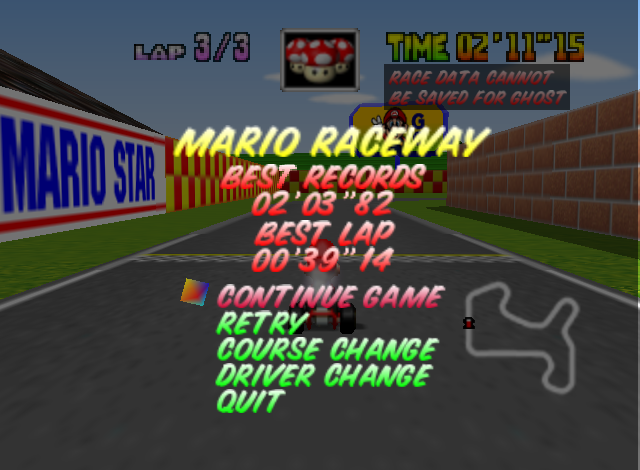 LAP 3/3
TIME 02'11"15
RACE DATA CANNOT
BE SAVED FOR GHOST
G
MARIO STAR
MARIO RACEWAY
BEST RECORDS
02'03"82
BEST LAP
00'39"14
CONTINUE GAME
RETRY
COURSE CHANGE
DRIVER CHANGE
QUIT